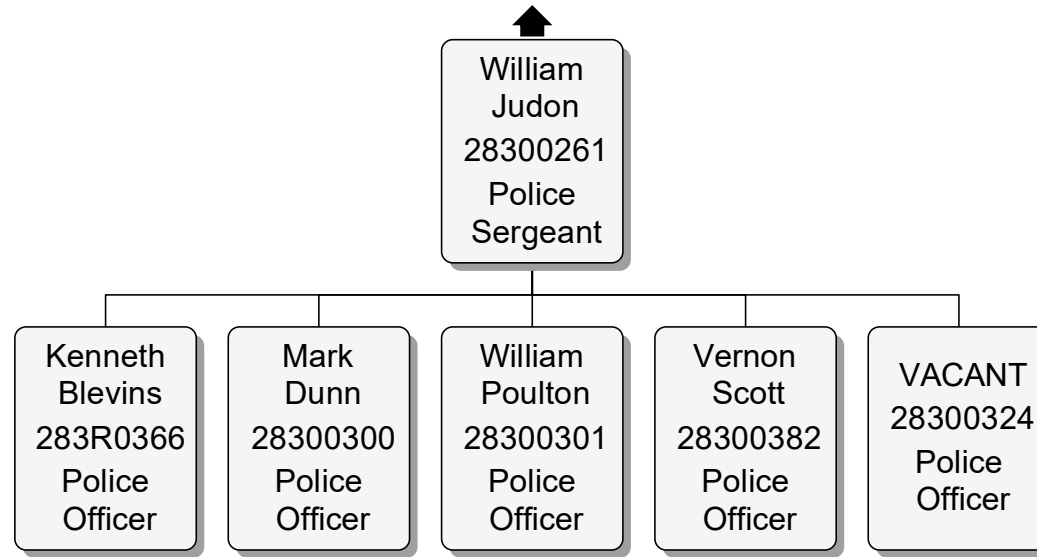 William
Judon
28300261
Police
Sergeant
Kenneth
Blevins
283R0366
Police
Officer
Mark
Dunn
28300300
Police
Officer
William
Poulton
28300301
Police
Officer
Vernon
Scott
28300382
Police
Officer
VACANT
28300324
Police
Officer